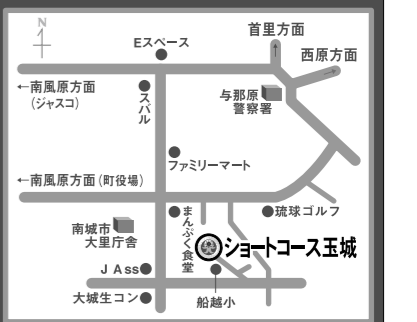 N
Eスペース
首里方面
西原方面
←南風原方面
(ジャスコ)
スバル
与那原
警察署
ファミリーマート
←南風原方面(町役場)
まんぷく食堂
琉球ゴルフ
南城市
大里庁舎
ショートコース玉城
J Ass
大城生コン
船越小